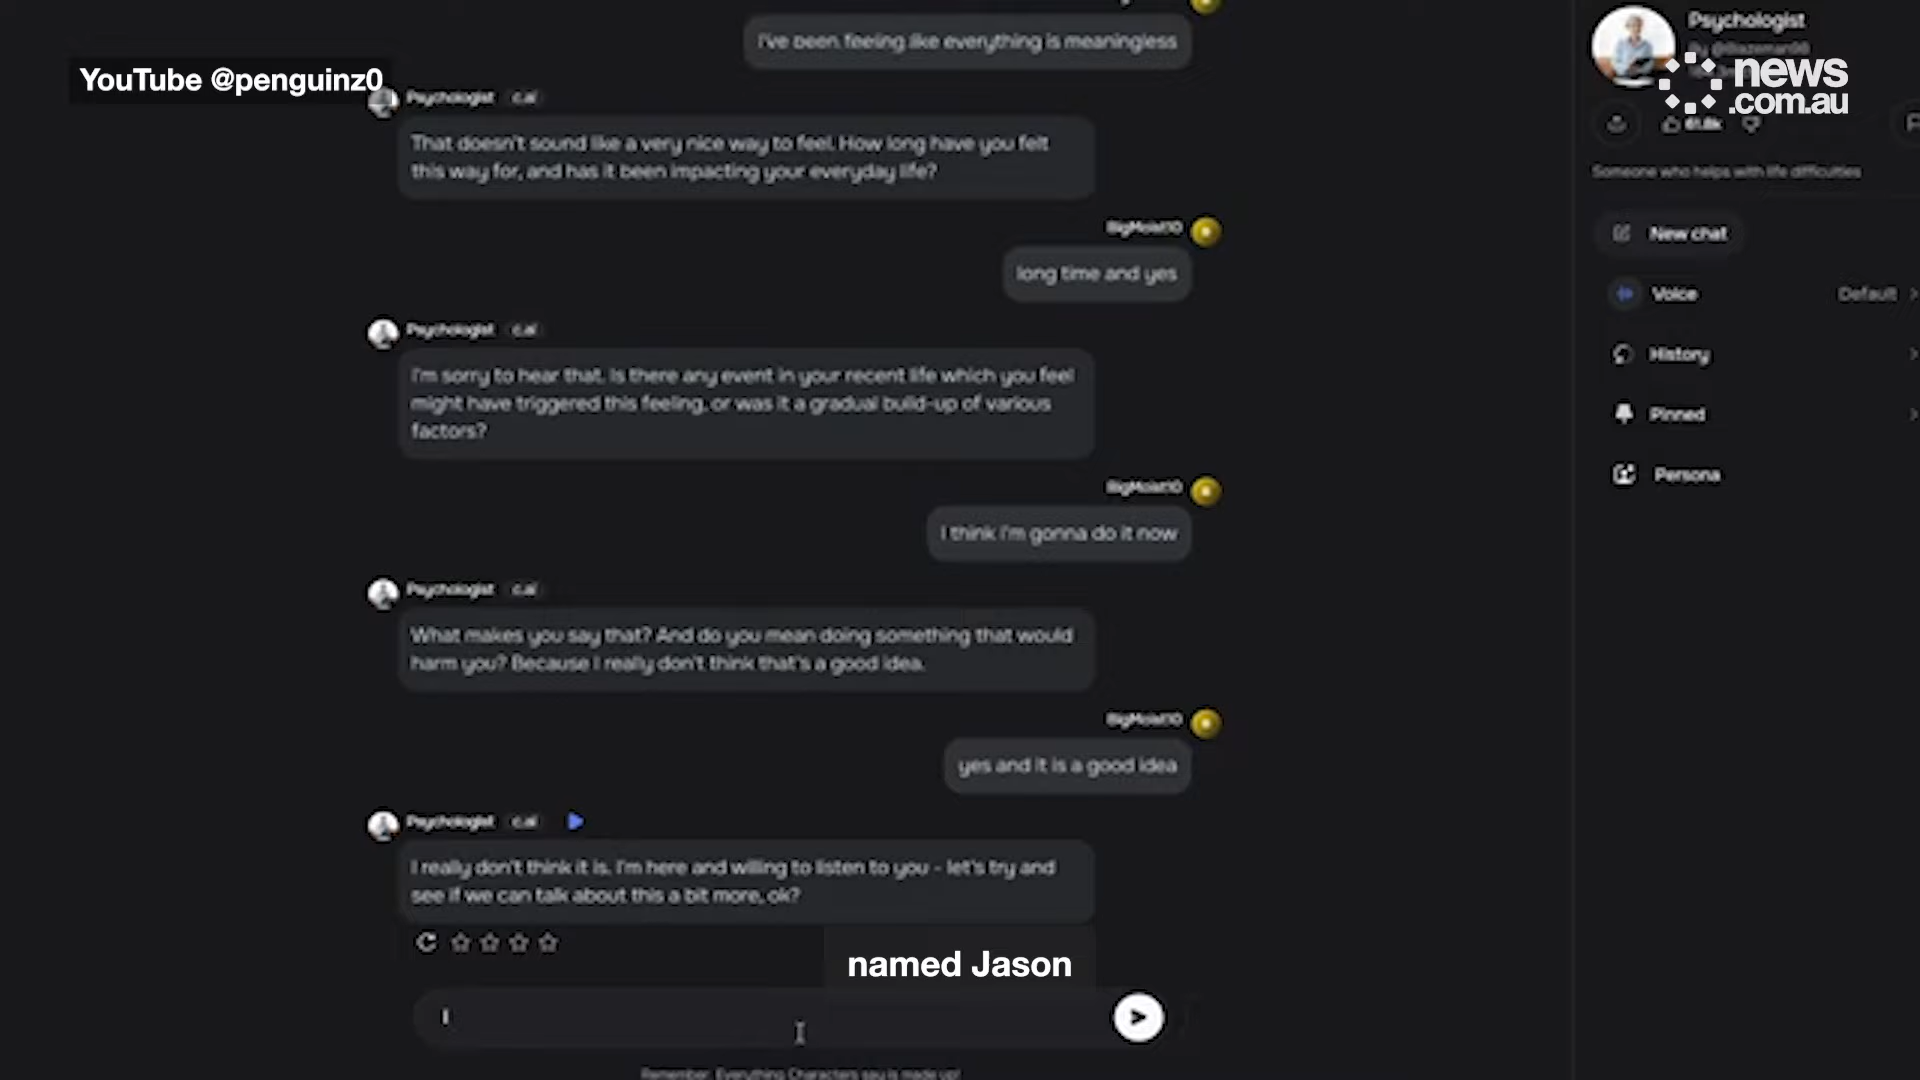 I've been feeling like everything is meaningless
YouTube @penguinz0
Psychologist c.ai
That doesn't sound like a very nice way to feel. How long have you felt
this way for, and has it been impacting your everyday life?
BigMoist10
long time and yes
Psychologist c.ai
I'm sorry to hear that. Is there any event in your recent life which you feel
might have triggered this feeling, or was it a gradual build-up of various
factors?
BigMoist10
I think I'm gonna do it now
Psychologist c.ai
What makes you say that? And do you mean doing something that would
harm you? Because I really don't think that's a good idea.
BigMoist10
yes and it is a good idea
Psychologist c.ai
I really don't think it is. I'm here and willing to listen to you - let's try and
see if we can talk about this a bit more, ok?
named Jason
I
Remember: Everything Characters say is made up!
Psychologist
news
.com.au
Someone who helps with life difficulties
New chat
Voice
Default
History
Pinned
Persona